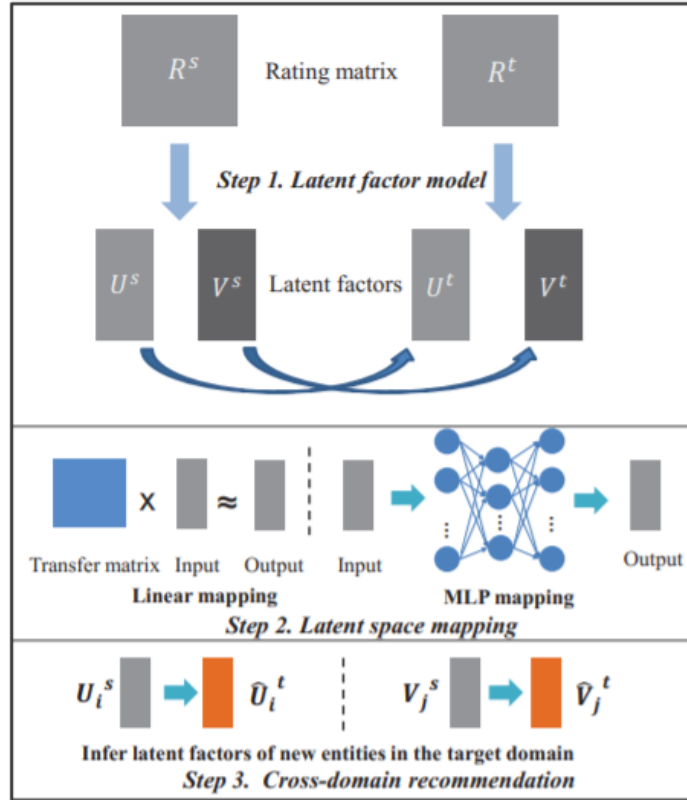 R^s Rating matrix R^t
Step 1. Latent factor model
U^s V^s Latent factors U^t V^t
x ≈
Transfer matrix Input Output Input Output
Linear mapping MLP mapping
Step 2. Latent space mapping
U_i^s Û_i^t V_j^s V̂_j^t
Infer latent factors of new entities in the target domain
Step 3. Cross-domain recommendation